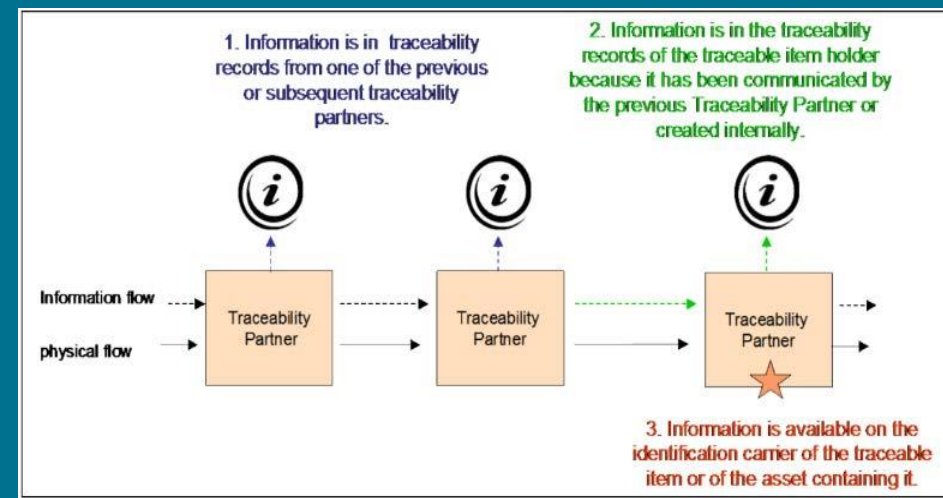 1. Information is in traceability
records from one of the previous
or subsequent traceability
partners.
2. Information is in the traceability
records of the traceable item holder
because it has been communicated by
the previous Traceability Partner or
created internally.
i
i
i
Information flow
physical flow
Traceability
Partner
Traceability
Partner
Traceability
Partner
3. Information is available on the
identification carrier of the traceable
item or of the asset containing it.